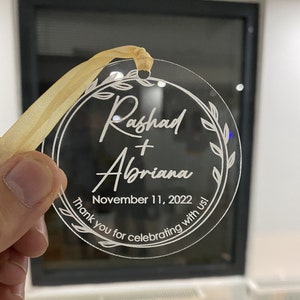 Rashad
+
Abriana
November 11, 2022
Thank you for celebrating with us!